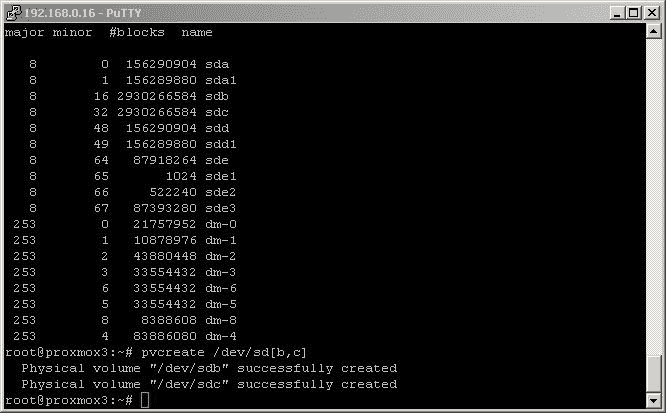 192.168.0.16 - PuTTY
major minor  #blocks  name
8        0  156290904 sda
8        1  156289880 sda1
8       16 2930266584 sdb
8       32 2930266584 sdc
8       48  156290904 sdd
8       49  156289880 sdd1
8       64   87918264 sde
8       65       1024 sde1
8       66     522240 sde2
8       67   87393280 sde3
253        0   21757952 dm-0
253        1   10878976 dm-1
253        2   43880448 dm-2
253        3   33554432 dm-3
253        6   33554432 dm-6
253        5   33554432 dm-5
253        8    8388608 dm-8
253        4   83886080 dm-4
root@proxmox3:~# pvcreate /dev/sd[b,c]
Physical volume "/dev/sdb" successfully created
Physical volume "/dev/sdc" successfully created
root@proxmox3:~#